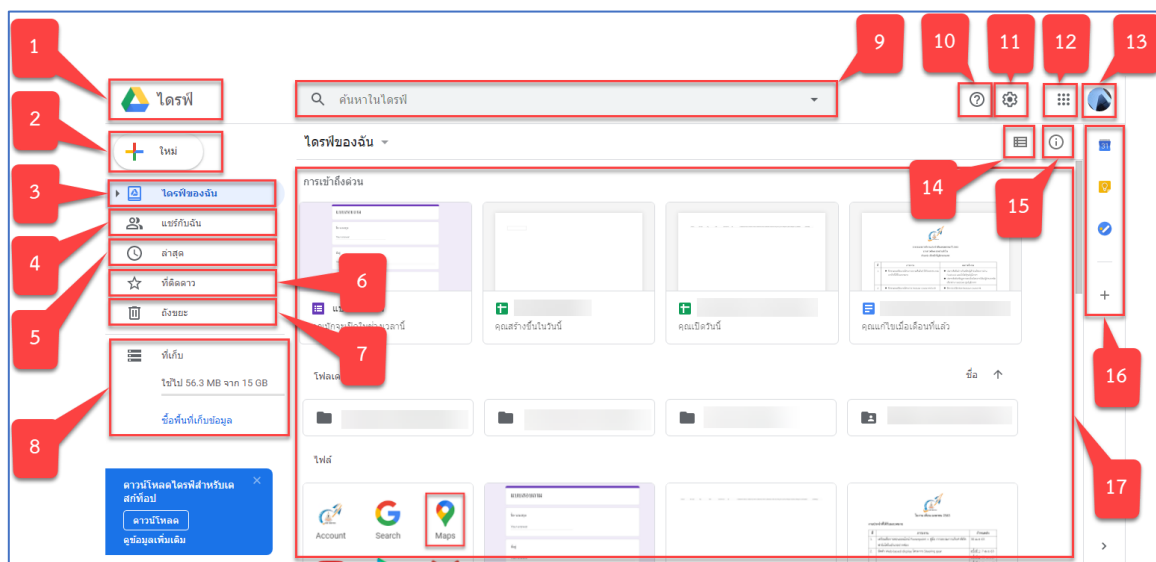 1
9
10
11
12
13
ไดรฟ์
ค้นหาในไดรฟ์
2
ใหม่
ไดรฟ์ของฉัน
14
15
31
3
ไดรฟ์ของฉัน
การเข้าถึงด่วน
4
แชร์กับฉัน
5
ล่าสุด
6
ที่ติดดาว
7
ถังขยะ
คุณสร้างขึ้นในวันนี้
คุณเปิดวันนี้
คุณแก้ไขเมื่อเดือนที่แล้ว
8
ที่เก็บ
ใช้ไป 56.3 MB จาก 15 GB
ซื้อพื้นที่เก็บข้อมูล
ชื่อ
16
ไฟล์
17
ดาวน์โหลดไดรฟ์สำหรับเด
สก์ท็อป
ดาวน์โหลด
ดูข้อมูลเพิ่มเติม
Account
Search
Maps